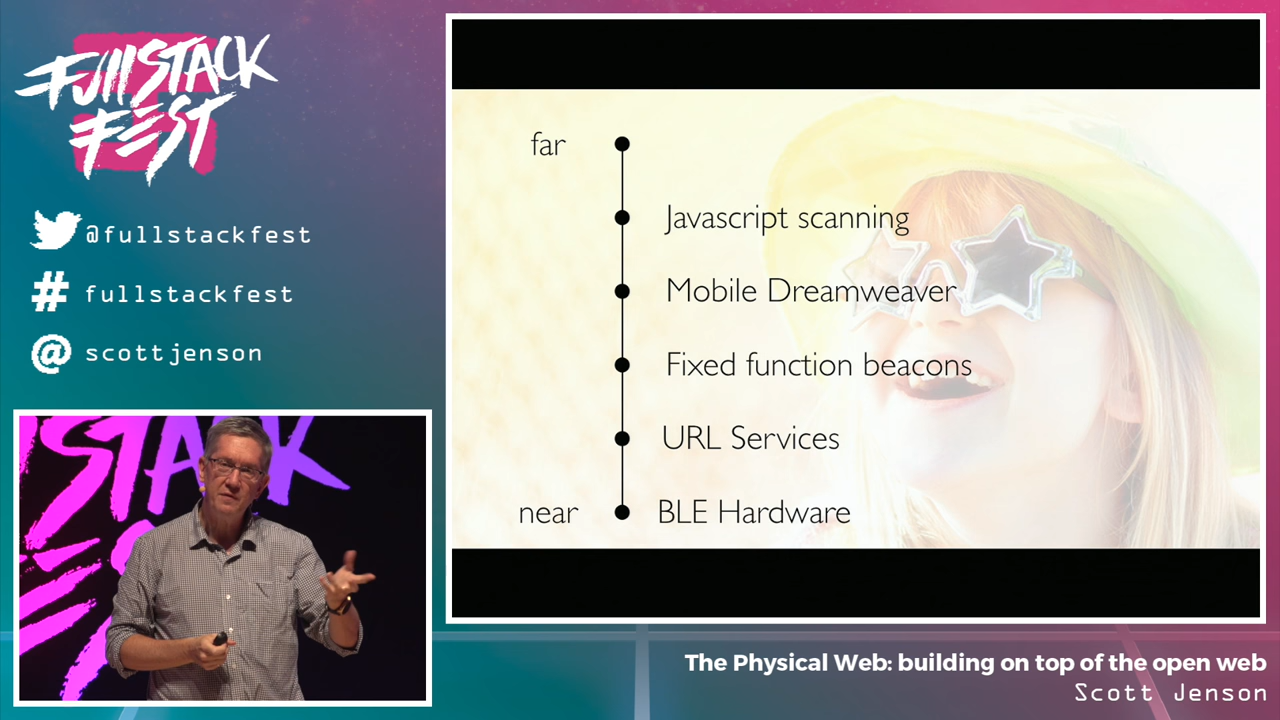 FullSTACK
FEST
@fullstackfest
# fullstackfest
@ scottjenson
far
Javascript scanning
Mobile Dreamweaver
Fixed function beacons
URL Services
near
BLE Hardware
The Physical Web: building on top of the open web
Scott Jenson